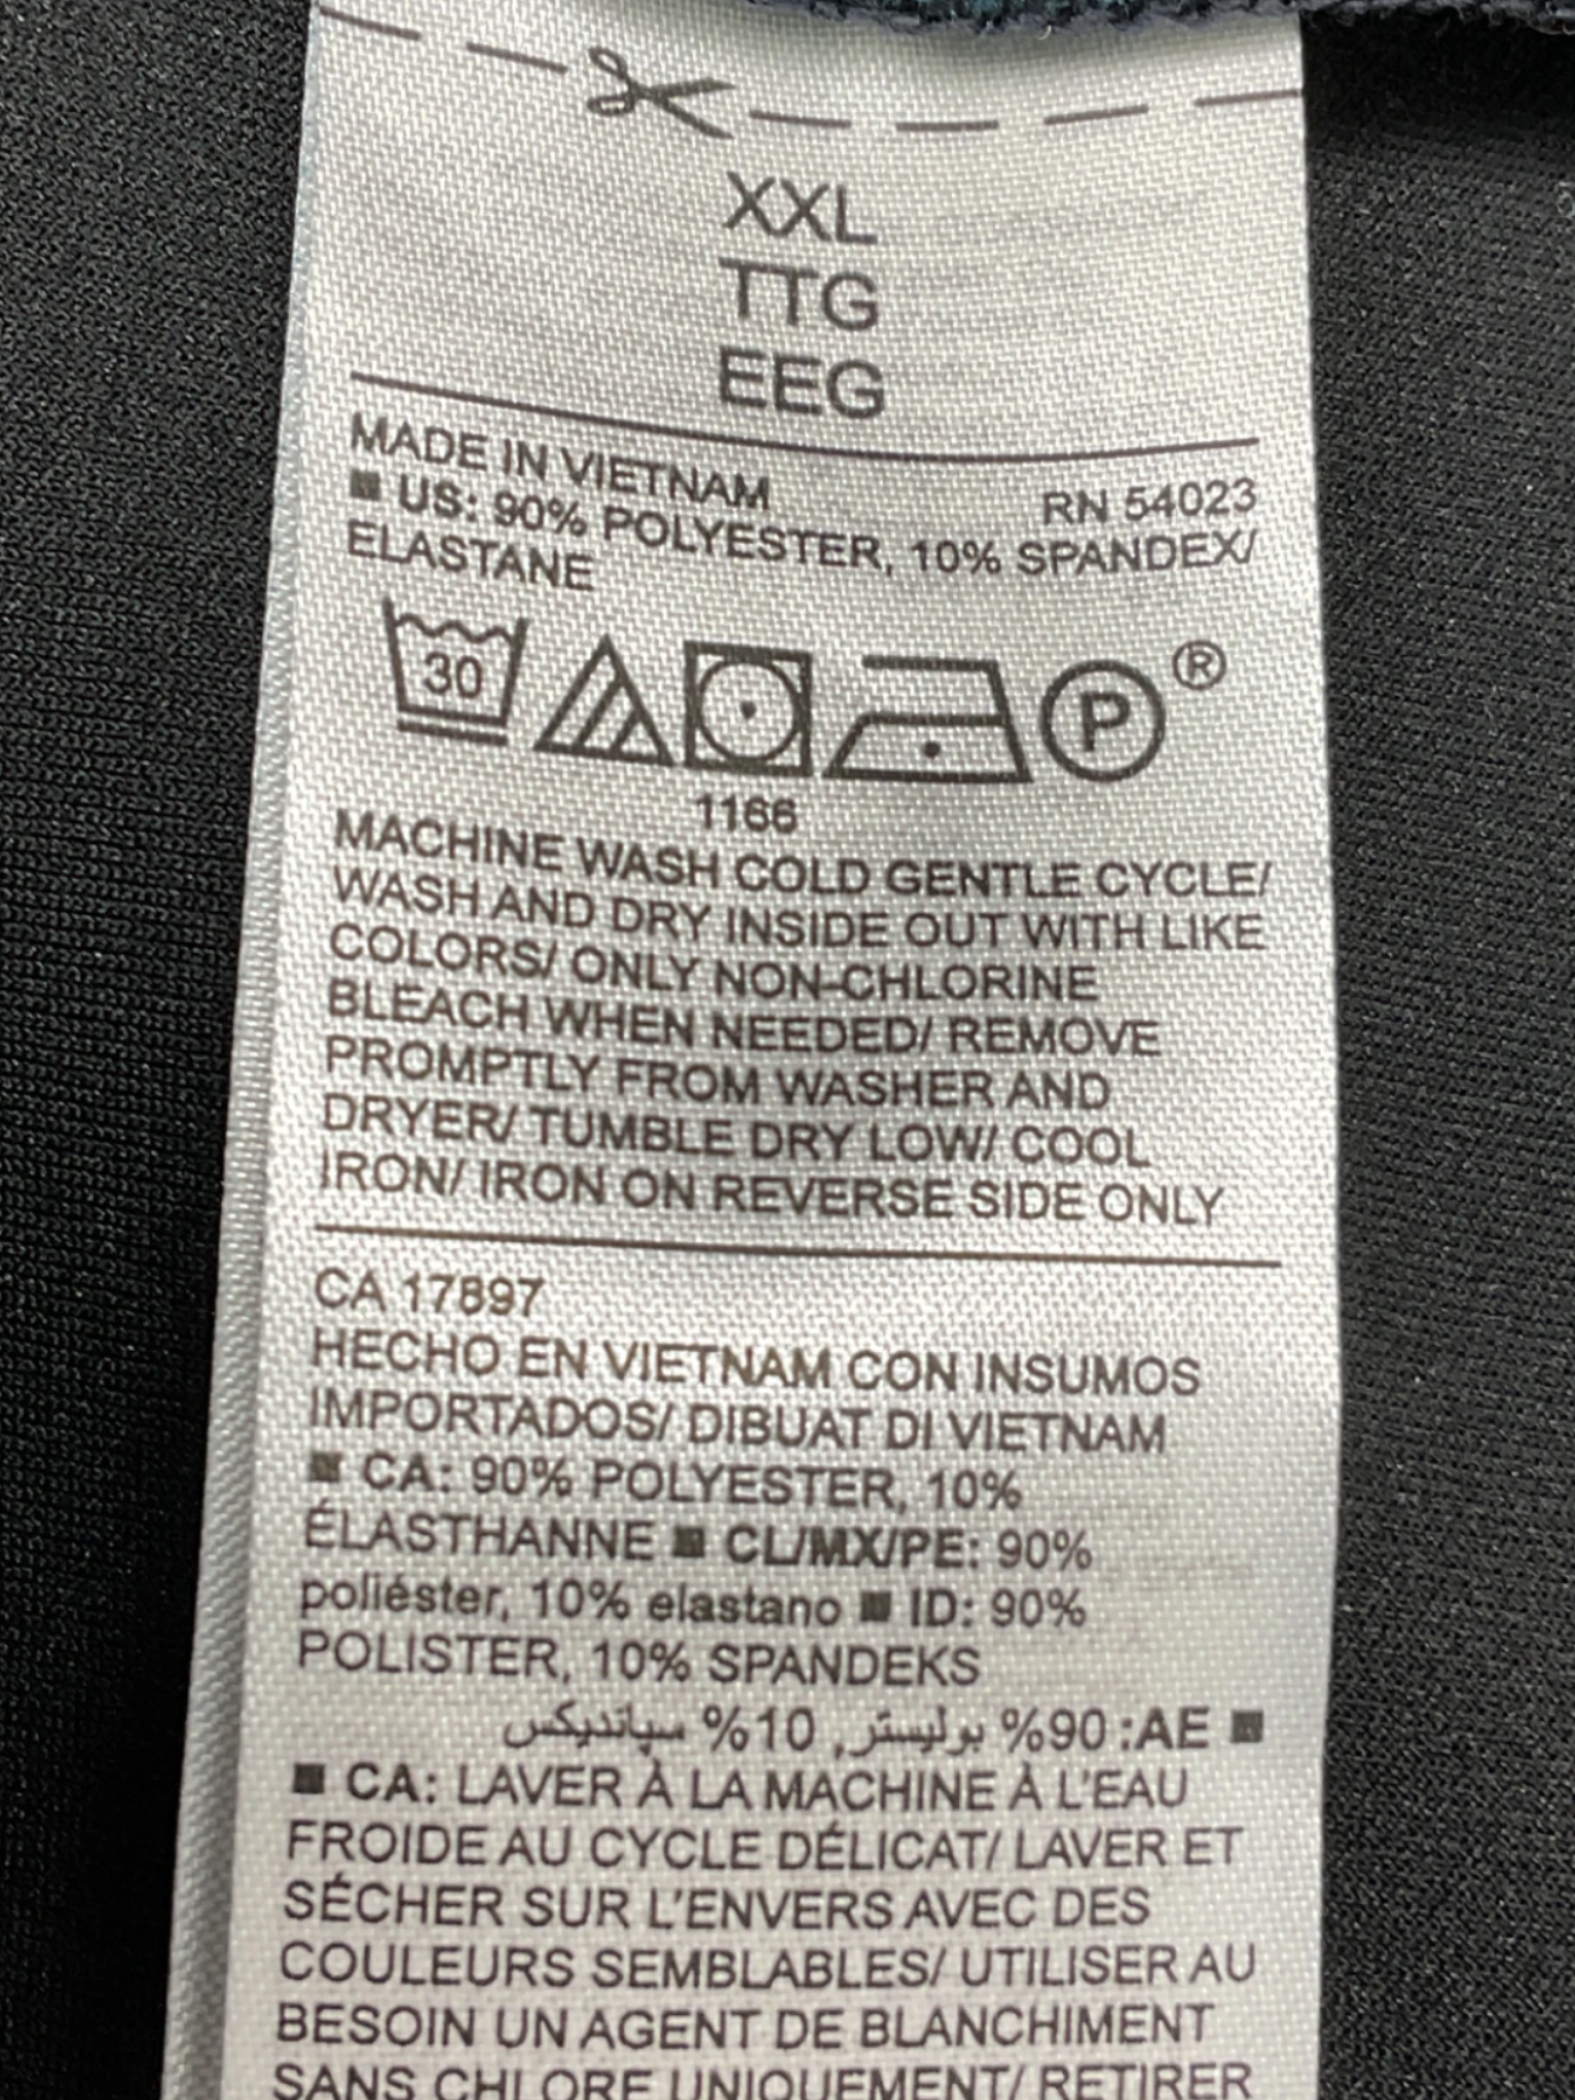 XXL
TTG
EEG
MADE IN VIETNAM RN 54023
■ US: 90% POLYESTER, 10% SPANDEX/
ELASTANE
30 P ®
1166
MACHINE WASH COLD GENTLE CYCLE/
WASH AND DRY INSIDE OUT WITH LIKE
COLORS/ ONLY NON-CHLORINE
BLEACH WHEN NEEDED/ REMOVE
PROMPTLY FROM WASHER AND
DRYER/ TUMBLE DRY LOW/ COOL
IRON/ IRON ON REVERSE SIDE ONLY
CA 17897
HECHO EN VIETNAM CON INSUMOS
IMPORTADOS/ DIBUAT DI VIETNAM
■ CA: 90% POLYESTER, 10%
ÉLASTHANNE ■ CL/MX/PE: 90%
poliéster, 10% elastano ■ ID: 90%
POLISTER, 10% SPANDEKS
■ AE: 90% بوليستر, 10% سپانديكس
■ CA: LAVER À LA MACHINE À L'EAU
FROIDE AU CYCLE DÉLICAT/ LAVER ET
SÉCHER SUR L'ENVERS AVEC DES
COULEURS SEMBLABLES/ UTILISER AU
BESOIN UN AGENT DE BLANCHIMENT
SANS CHLORE UNIQUEMENT/ RETIRER